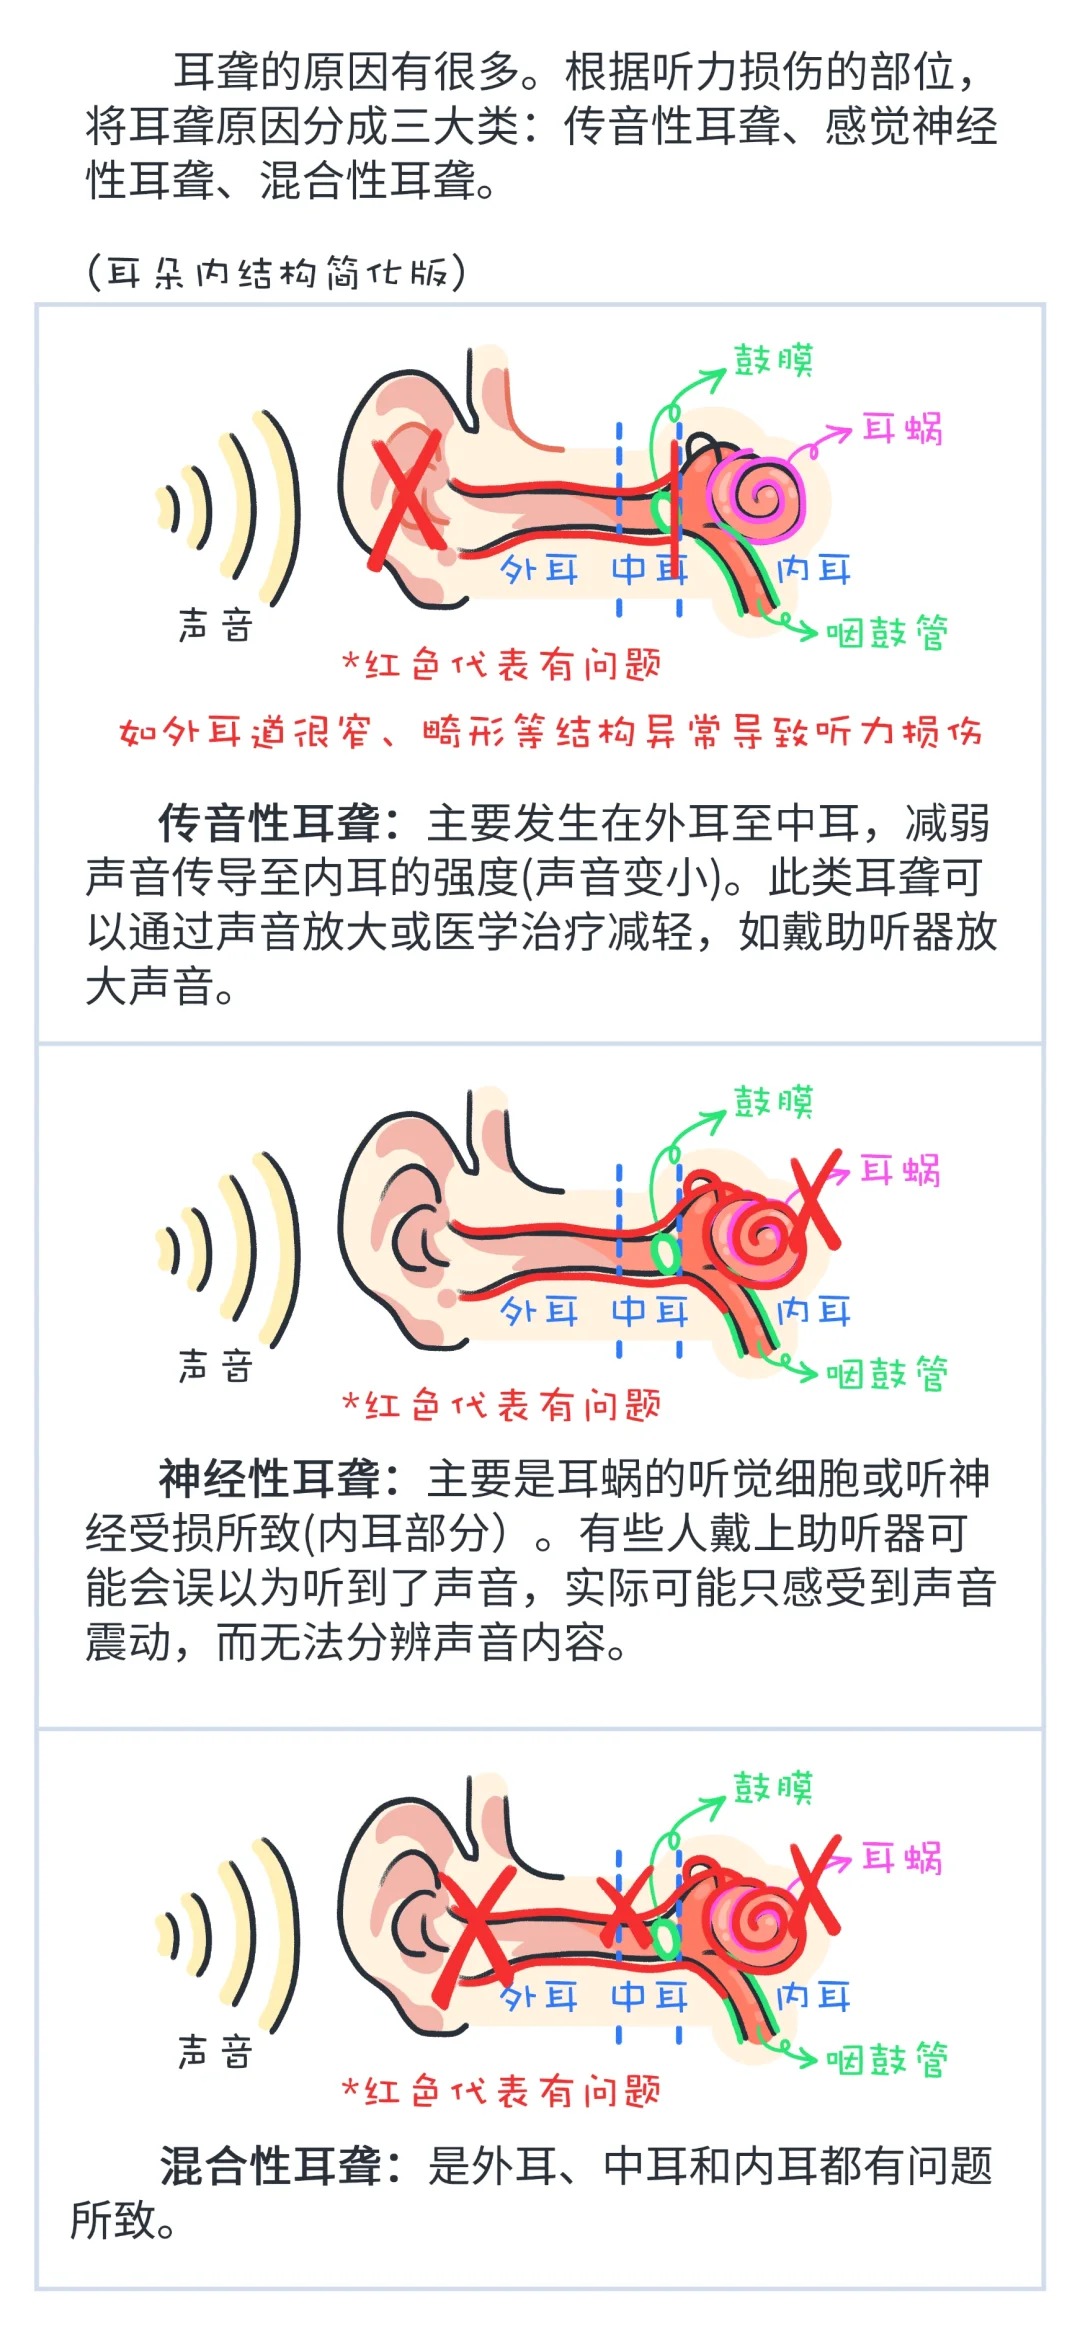 耳聋的原因有很多。根据听力损伤的部位，
将耳聋原因分成三大类：传音性耳聋、感觉神经
性耳聋、混合性耳聋。
(耳朵内结构简化版)
鼓膜
耳蜗
外耳 中耳 内耳
声音
咽鼓管
*红色代表有问题
如外耳道很窄、畸形等结构异常导致听力损伤
传音性耳聋：主要发生在外耳至中耳，减弱
声音传导至内耳的强度(声音变小)。此类耳聋可
以通过声音放大或医学治疗减轻，如戴助听器放
大声音。
鼓膜
耳蜗
外耳 中耳 内耳
声音
咽鼓管
*红色代表有问题
神经性耳聋：主要是耳蜗的听觉细胞或听神
经受损所致(内耳部分）。有些人戴上助听器可
能会误以为听到了声音，实际可能只感受到声音
震动，而无法分辨声音内容。
鼓膜
耳蜗
外耳 中耳 内耳
声音
咽鼓管
*红色代表有问题
混合性耳聋：是外耳、中耳和内耳都有问题
所致。